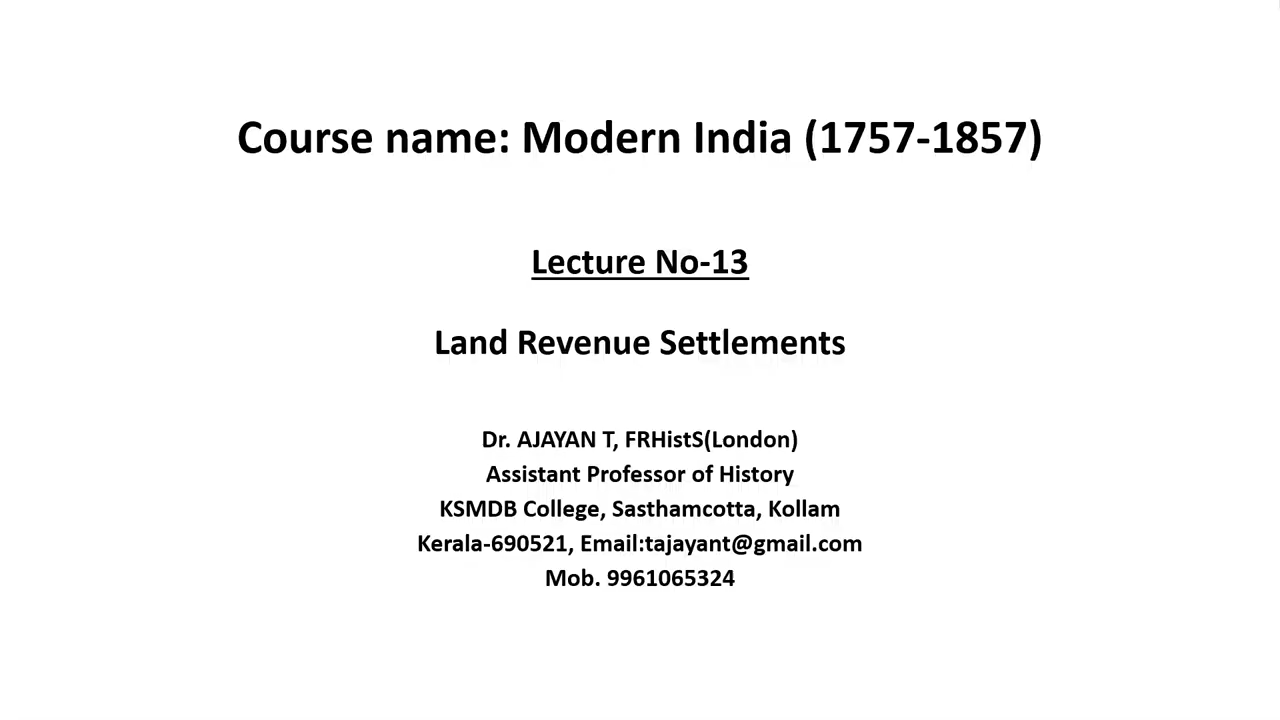 Course name: Modern India (1757-1857)
Lecture No-13
Land Revenue Settlements
Dr. AJAYAN T, FRHistS(London)
Assistant Professor of History
KSMDB College, Sasthamcotta, Kollam
Kerala-690521, Email:tajayant@gmail.com
Mob. 9961065324